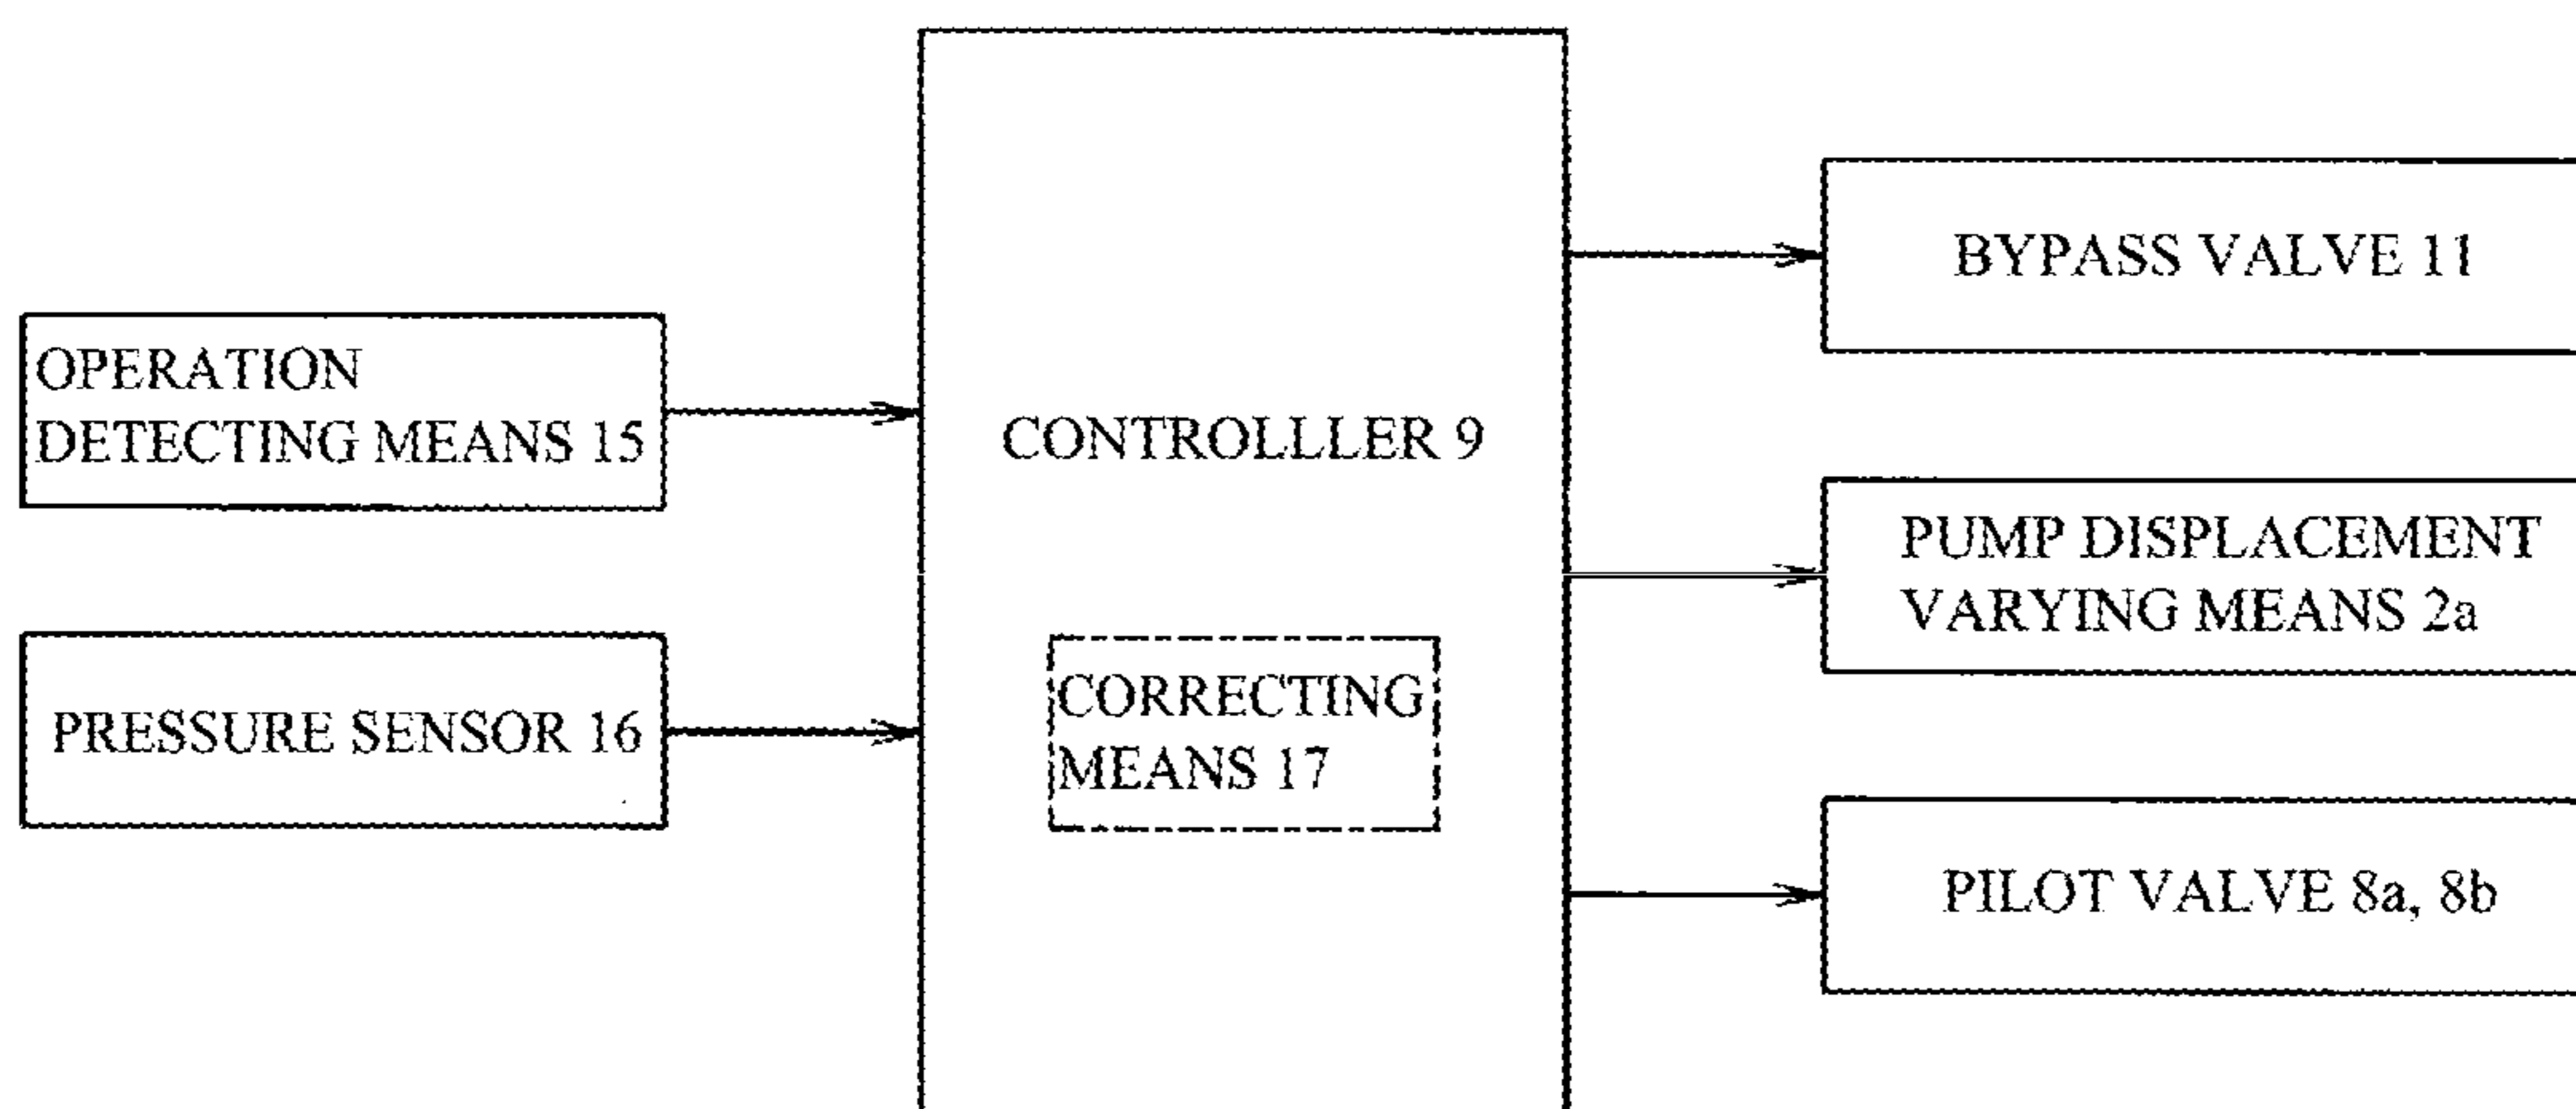 OPERATION
DETECTING MEANS 15
PRESSURE SENSOR 16
CONTROLLLER 9
CORRECTING
MEANS 17
BYPASS VALVE 11
PUMP DISPLACEMENT
VARYING MEANS 2a
PILOT VALVE 8a, 8b